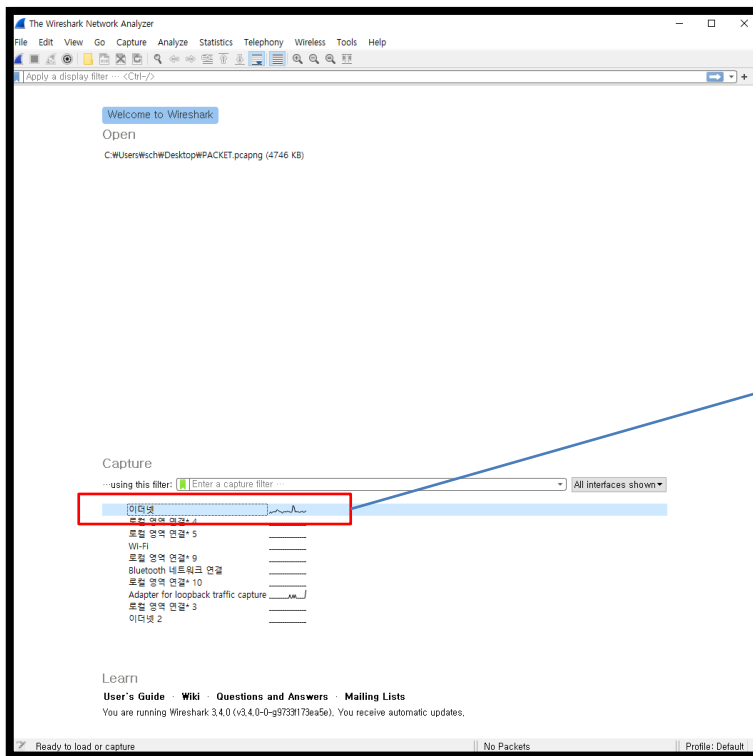 The Wireshark Network Analyzer
File Edit View Go Capture Analyze Statistics Telephony Wireless Tools Help
Apply a display filter ··· <Ctrl-/>
Welcome to Wireshark
Open
C:₩Users₩sch₩Desktop₩PACKET.pcapng (4746 KB)
Capture
···using this filter: Enter a capture filter ··· All interfaces shown
이더넷
로컬 영역 연결* 4
로컬 영역 연결* 5
Wi-Fi
로컬 영역 연결* 9
Bluetooth 네트워크 연결
로컬 영역 연결* 10
Adapter for loopback traffic capture
로컬 영역 연결* 3
이더넷 2
Learn
User's Guide · Wiki · Questions and Answers · Mailing Lists
You are running Wireshark 3,4,0 (v3,4,0-0-g9733f173ea5e), You receive automatic updates,
Ready to load or capture No Packets Profile: Default